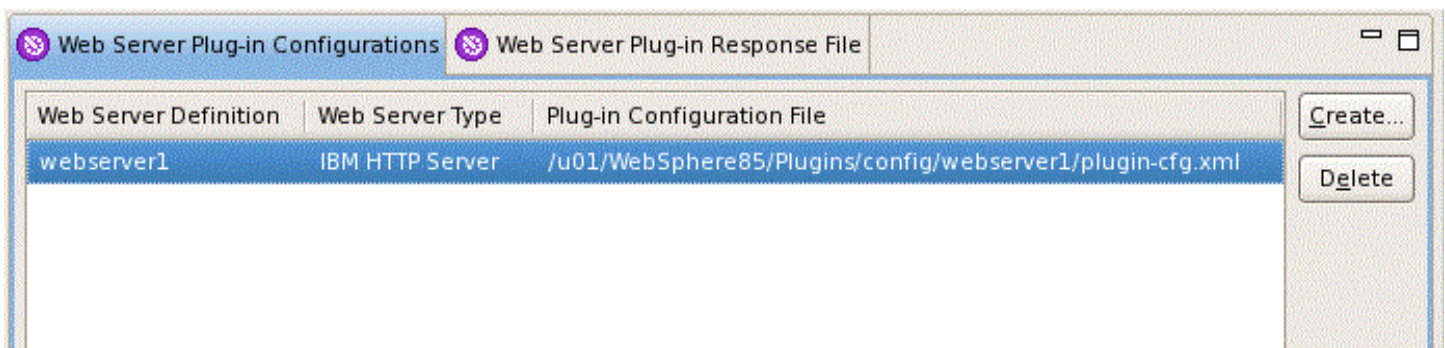 Web Server Plug-in Configurations Web Server Plug-in Response File
Web Server Definition Web Server Type Plug-in Configuration File Create...
webserver1 IBM HTTP Server /u01/WebSphere85/Plugins/config/webserver1/plugin-cfg.xml
Delete